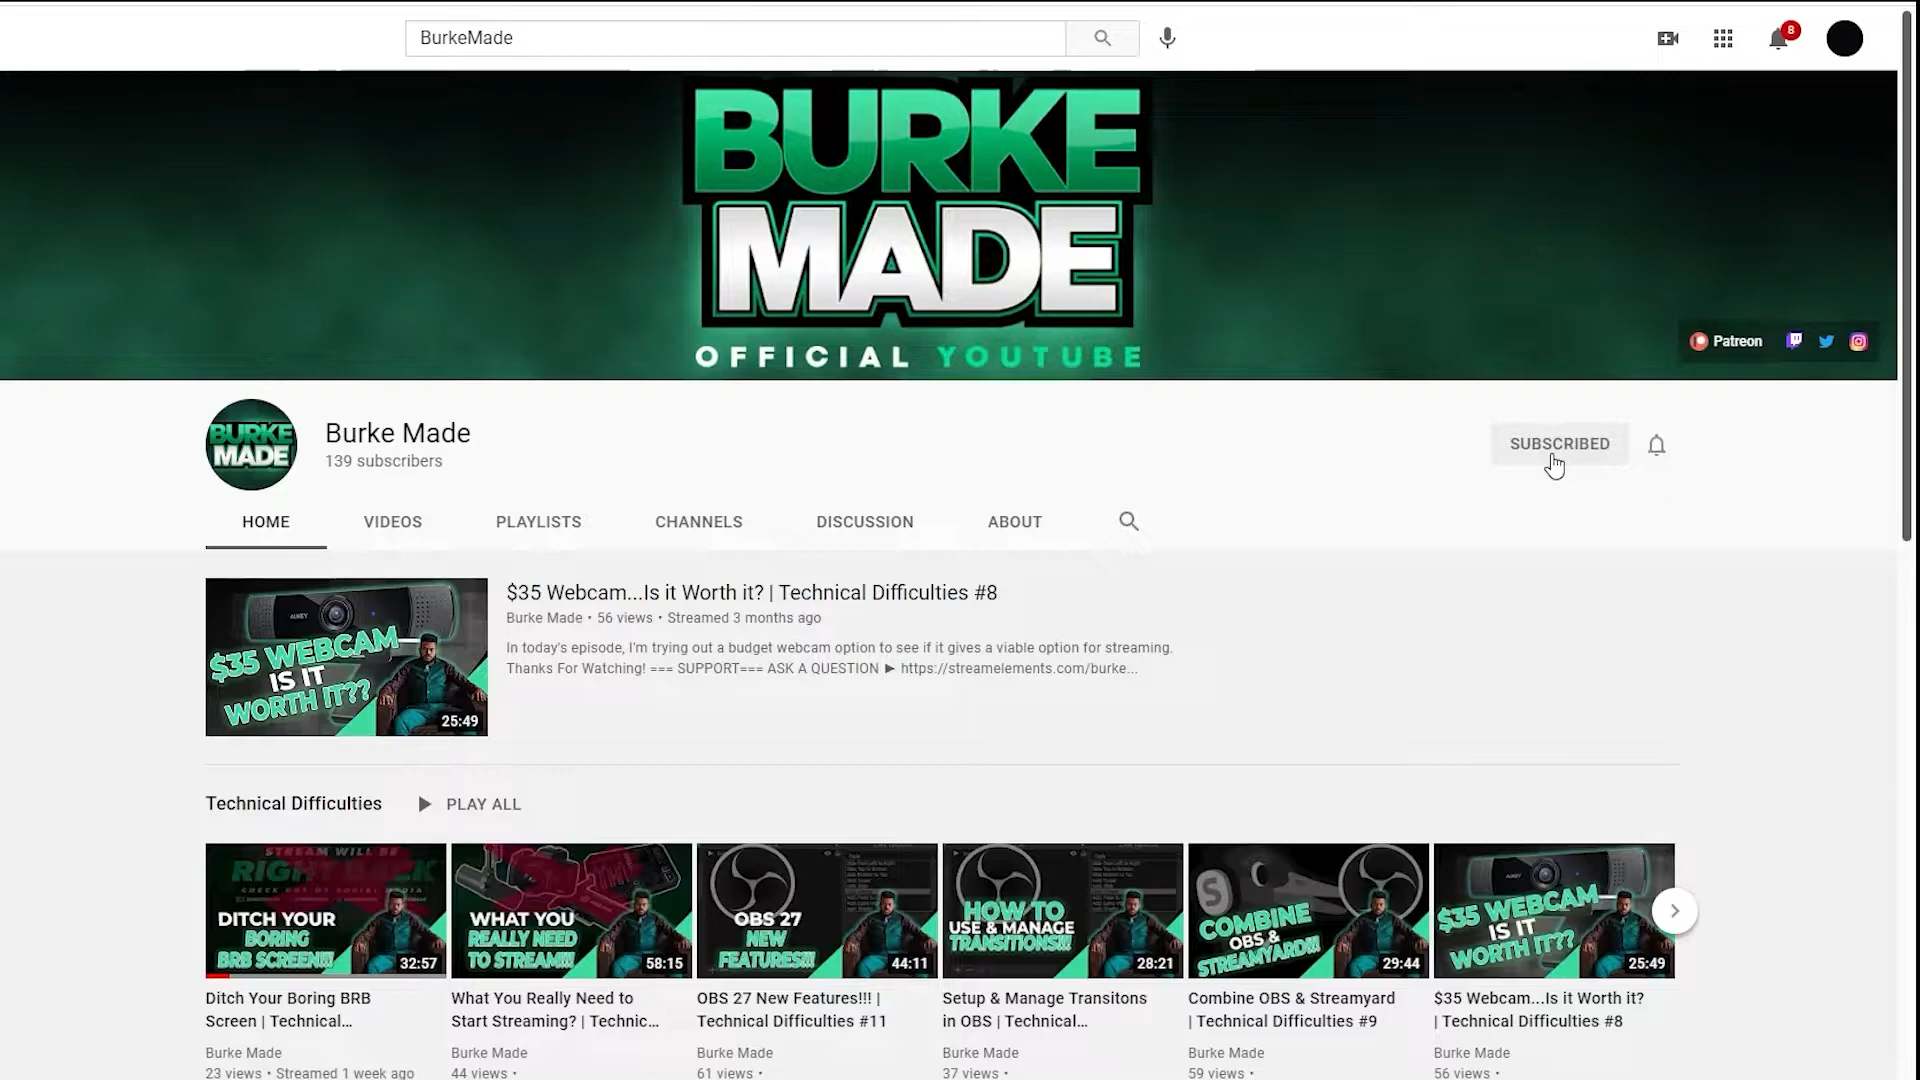 BurkeMade
8
BURKE
MADE
OFFICIAL YOUTUBE
Patreon
BURKE
MADE
Burke Made
139 subscribers
SUBSCRIBED
HOME
VIDEOS
PLAYLISTS
CHANNELS
DISCUSSION
ABOUT
AUKEY
$35 WEBCAM
IS IT
WORTH IT??
25:49
$35 Webcam...Is it Worth it? | Technical Difficulties #8
Burke Made • 56 views • Streamed 3 months ago
In today's episode, I'm trying out a budget webcam option to see if it gives a viable option for streaming.
Thanks For Watching! === SUPPORT=== ASK A QUESTION ► https://streamelements.com/burke...
Technical Difficulties
PLAY ALL
STREAM WILL BE
RIGHT BACK
DITCH YOUR
BORING
BRB SCREEN!!!
32:57
Ditch Your Boring BRB
Screen | Technical...
Burke Made
23 views • Streamed 1 week ago
WHAT YOU
REALLY NEED
TO STREAM!!!
58:15
What You Really Need to
Start Streaming? | Technic...
Burke Made
44 views •
OBS 27
NEW
FEATURES!!!
44:11
OBS 27 New Features!!! |
Technical Difficulties #11
Burke Made
61 views •
HOW TO
USE & MANAGE
TRANSITIONS!!!
28:21
Setup & Manage Transitons
in OBS | Technical...
Burke Made
37 views •
COMBINE
OBS &
STREAMYARD!!!
29:44
Combine OBS & Streamyard
| Technical Difficulties #9
Burke Made
59 views •
$35 WEBCAM
IS IT
WORTH IT??
25:49
$35 Webcam...Is it Worth it?
| Technical Difficulties #8
Burke Made
56 views •